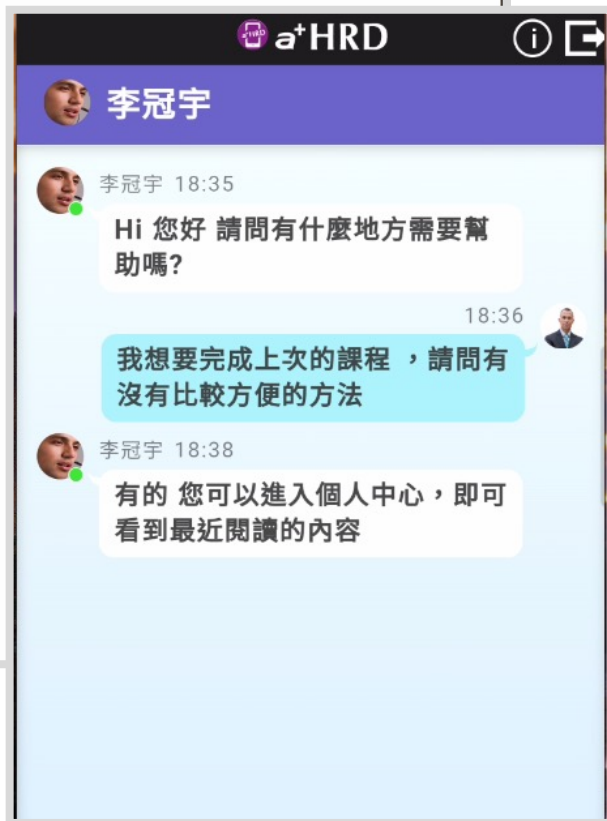 a+HRD
李冠宇
李冠宇 18:35
Hi 您好 請問有什麼地方需要幫
助嗎?
18:36
我想要完成上次的課程 ,請問有
沒有比較方便的方法
李冠宇 18:38
有的 您可以進入個人中心,即可
看到最近閱讀的內容